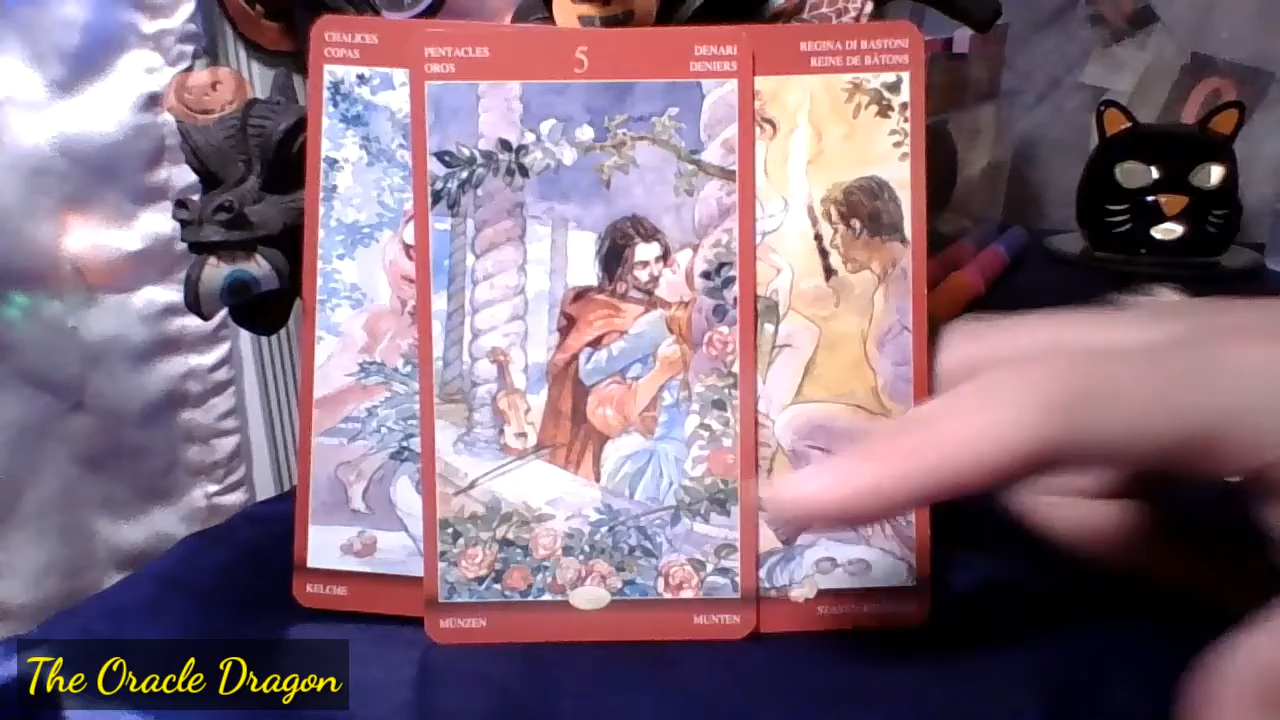 CHALICES
COPAS
PENTACLES
OROS
5
DENARI
DENIERS
REGINA DI BASTONI
REINE DE BÂTONS
KELCHE
MÜNZEN
MUNTEN
The Oracle Dragon